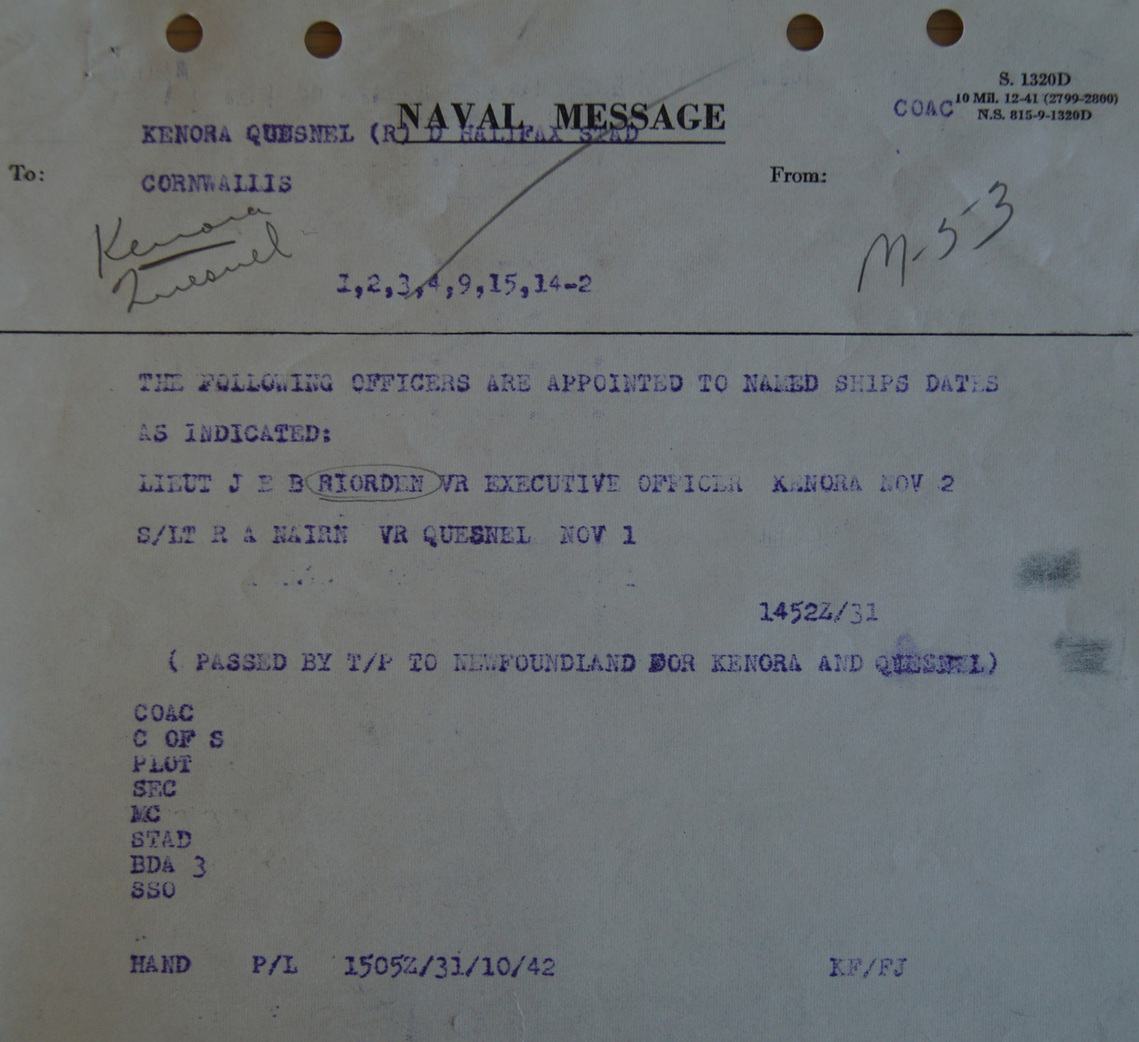 S. 1320D
NAVAL MESSAGE
COAC
10 Mil. 12-41 (2799-2800)
N.S. 815-9-1320D
KENORA QUESNEL (R) D HALIFAX STAD
To:
CORNWALLIS
From:
Kenora
Quesnel
M-53
1,2,3,4,9,15,14-2
THE FOLLOWING OFFICERS ARE APPOINTED TO NAMED SHIPS DATES
AS INDICATED:
LIEUT J E B RIORDEN VR EXECUTIVE OFFICER KENORA NOV 2
S/LT R A NAIRN VR QUESNEL NOV 1
1452Z/31
( PASSED BY T/P TO NEWFOUNDLAND FOR KENORA AND QUESNEL)
COAC
C OF S
PLOT
SEC
MC
STAD
BDA 3
SSO
HAND P/L 1505Z/31/10/42 KF/FJ